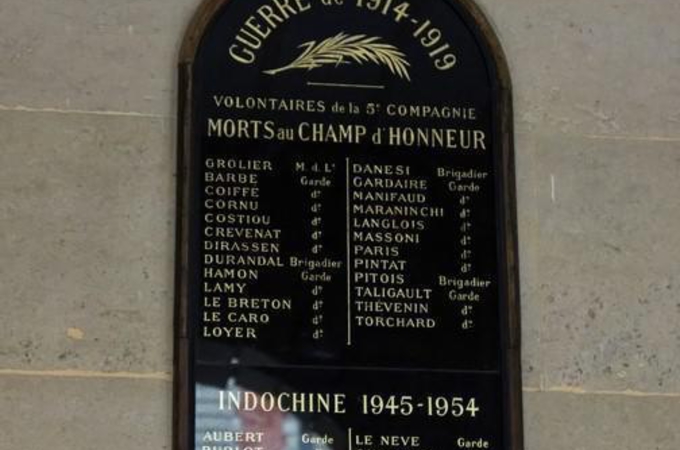 GUERRE de 1914-1919
VOLONTAIRES de la 5e COMPAGNIE
MORTS au CHAMP d'HONNEUR
GROLIER M. d. Lis
BARBE Garde
COIFFÉ do
CORNU do
COSTIOU do
CREVENAT do
DIRASSEN do
DURANDAL Brigadier
HAMON Garde
LAMY do
LE BRETON do
LE CARO do
LOYER do
DANESI Brigadier
GARDAIRE Garde
MANIFAUD do
MARANINCHI do
LANGLOIS do
MASSONI do
PARIS do
PINTAT do
PITOIS Brigadier
TALIGAULT Garde
THÉVENIN do
TORCHARD do
INDOCHINE 1945-1954
AUBERT Garde
LE NEVE Garde